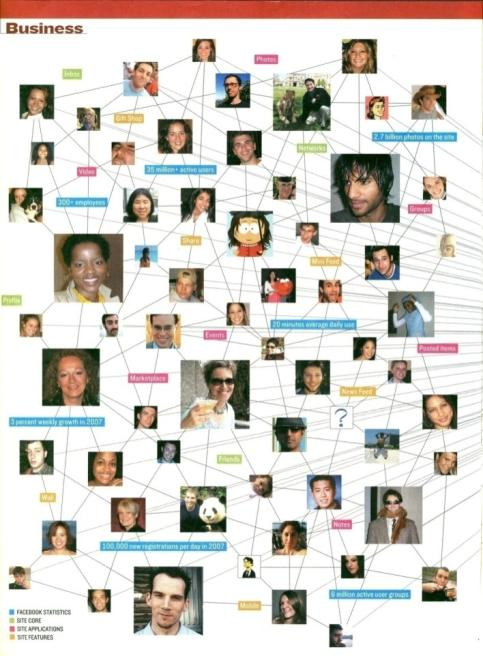 Business
Photos
Inbox
Gift Shop
2.7 billion photos on the site
Networks
Video
35 million+ active users
300+ employees
Groups
Share
Mini Feed
Profile
20 minutes average daily use
Events
Posted Items
Marketplace
News Feed
3 percent weekly growth in 2007
?
Friends
Wall
Notes
100,000 new registrations per day in 2007
6 million active user groups
Mobile
FACEBOOK STATISTICS
SITE CORE
SITE APPLICATIONS
SITE FEATURES